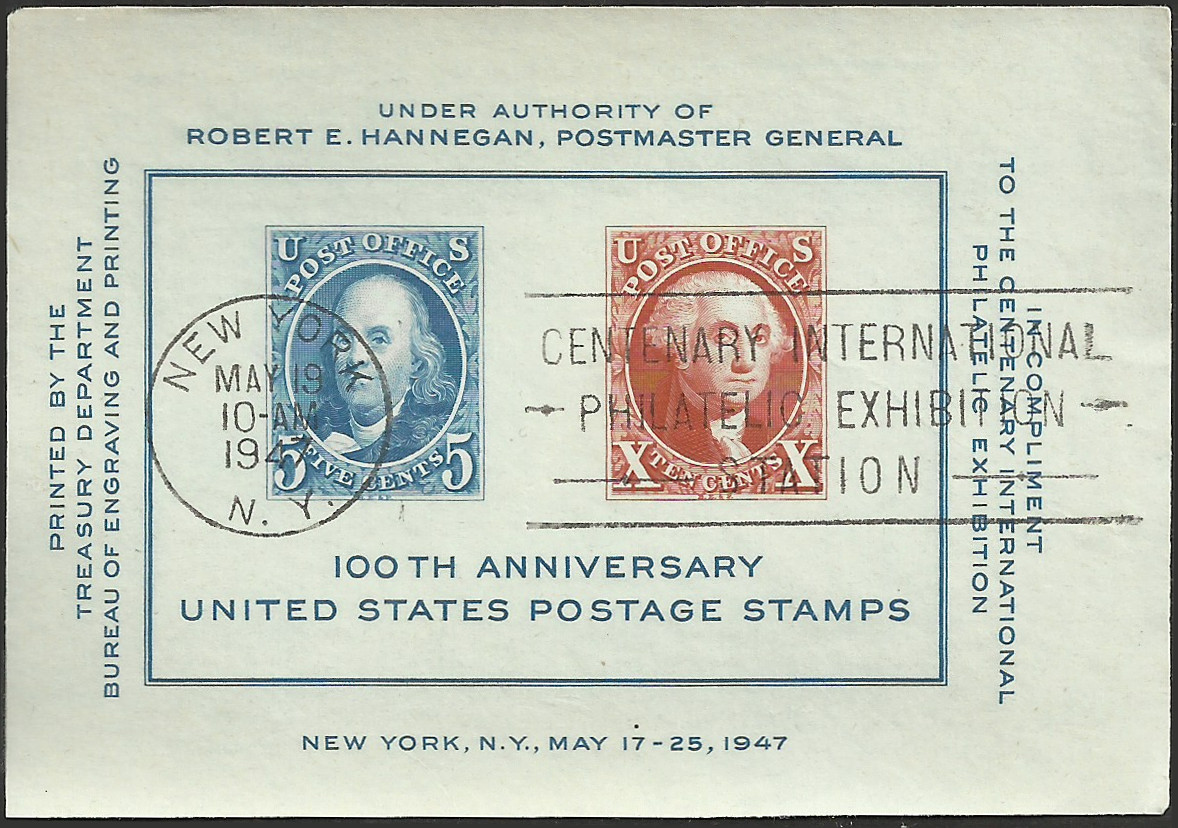 UNDER AUTHORITY OF
ROBERT E. HANNEGAN, POSTMASTER GENERAL
PRINTED BY THE
TREASURY DEPARTMENT
BUREAU OF ENGRAVING AND PRINTING
U S
POST OFFICE
5 FIVE CENTS 5
U S
POST OFFICE
X TEN CENTS X
NEW YORK
MAY 19
10-AM
1947
N. Y.
CENTENARY INTERNATIONAL
PHILATELIC EXHIBITION
STATION
100TH ANNIVERSARY
UNITED STATES POSTAGE STAMPS
IN COMPLIMENT
TO THE CENTENARY INTERNATIONAL
PHILATELIC EXHIBITION
NEW YORK, N.Y., MAY 17-25, 1947